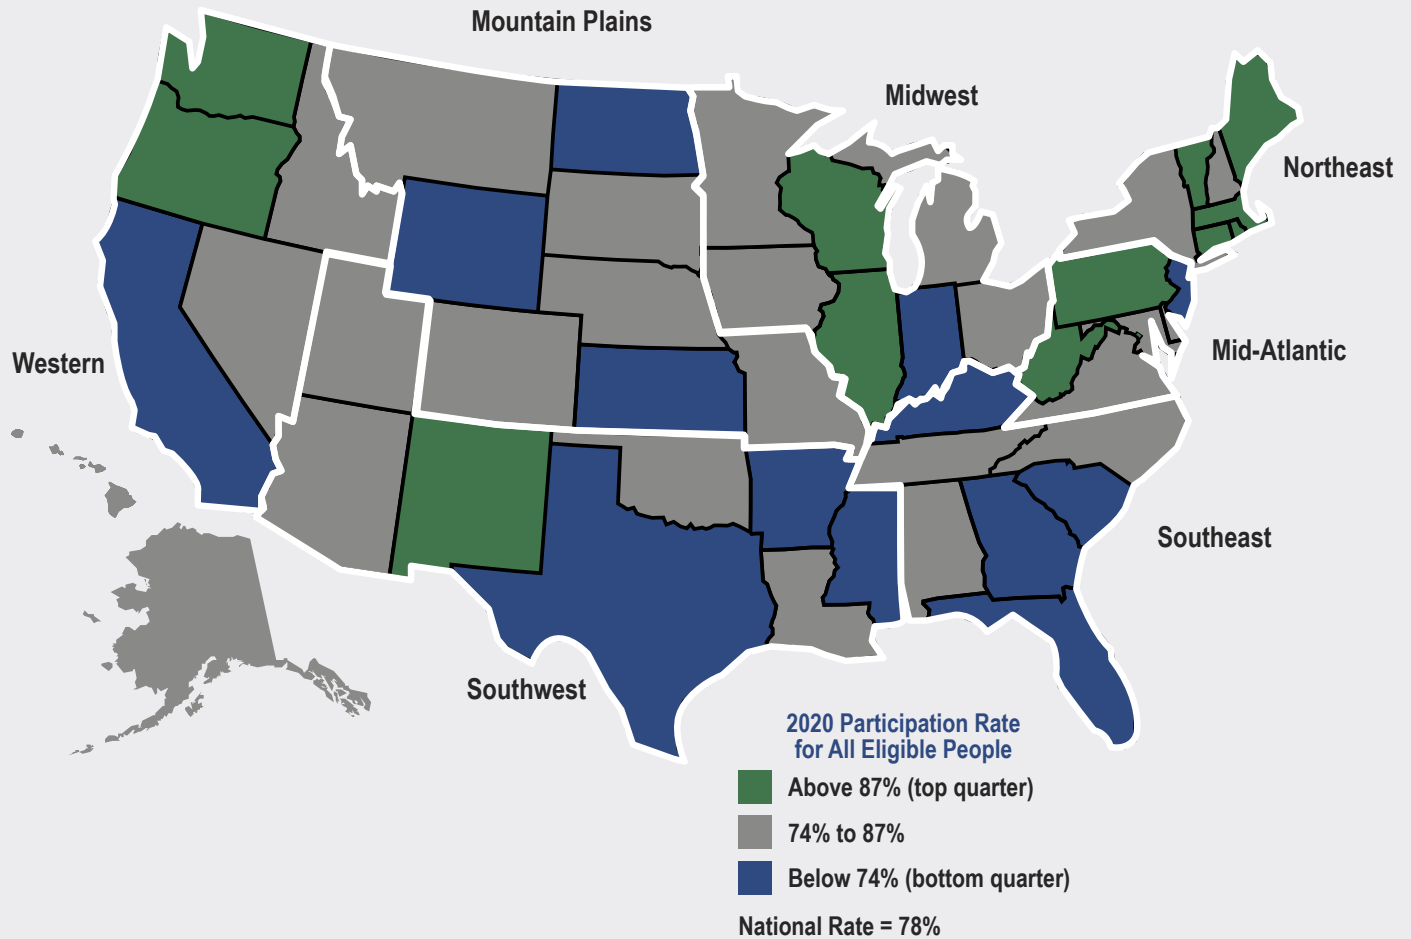 Mountain Plains
Midwest
Northeast
Western
Mid-Atlantic
Southeast
Southwest
2020 Participation Rate
for All Eligible People
Above 87% (top quarter)
74% to 87%
Below 74% (bottom quarter)
National Rate = 78%